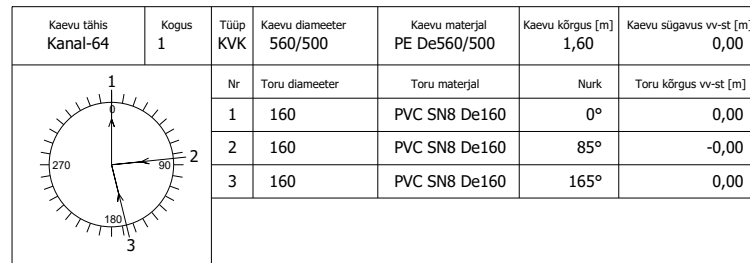 Kaevu tähis Kogus Tüüp Kaevu diameeter Kaevu materjal Kaevu kõrgus [m] Kaevu sügavus vv-st [m]
Kanal-64 1 KVK 560/500 PE De560/500 1,60 0,00
Nr Toru diameeter Toru materjal Nurk Toru kõrgus vv-st [m]
1 160 PVC SN8 De160 0° 0,00
2 160 PVC SN8 De160 85° -0,00
3 160 PVC SN8 De160 165° 0,00
1
0
270 90 2
180
3